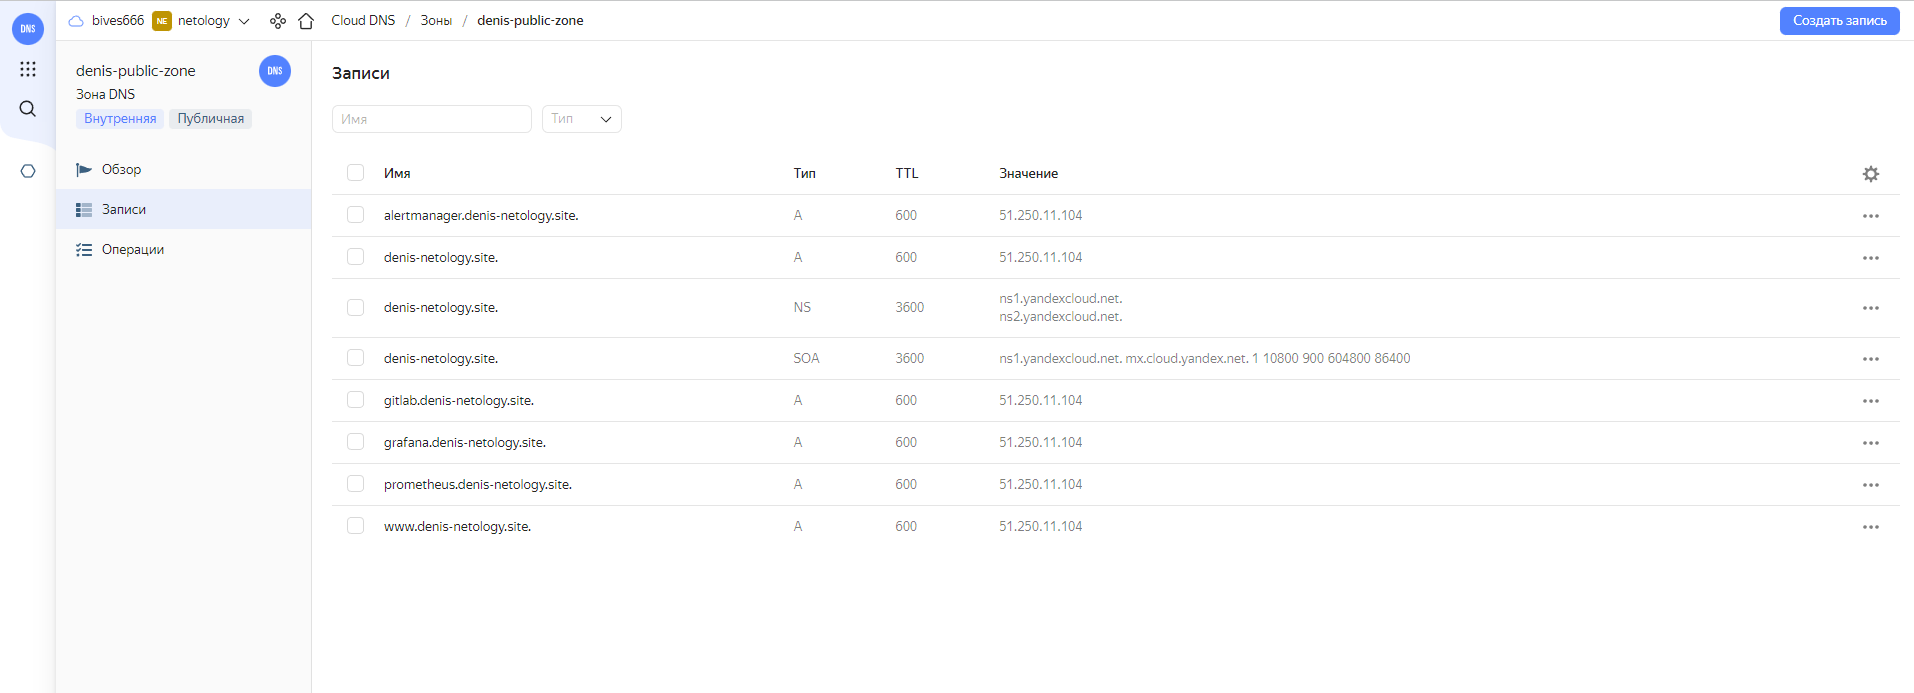 DNS
bives666 NE netology Cloud DNS / Зоны / denis-public-zone Создать запись
denis-public-zone DNS
Зона DNS
Внутренняя Публичная
Обзор
Записи
Операции
Записи
Имя Тип
Имя Тип TTL Значение
alertmanager.denis-netology.site. A 600 51.250.11.104
denis-netology.site. A 600 51.250.11.104
denis-netology.site. NS 3600 ns1.yandexcloud.net.
ns2.yandexcloud.net.
denis-netology.site. SOA 3600 ns1.yandexcloud.net. mx.cloud.yandex.net. 1 10800 900 604800 86400
gitlab.denis-netology.site. A 600 51.250.11.104
grafana.denis-netology.site. A 600 51.250.11.104
prometheus.denis-netology.site. A 600 51.250.11.104
www.denis-netology.site. A 600 51.250.11.104